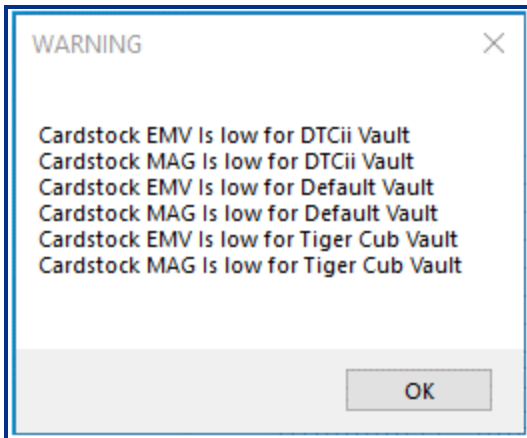 WARNING
Cardstock EMV Is low for DTCii Vault
Cardstock MAG Is low for DTCii Vault
Cardstock EMV Is low for Default Vault
Cardstock MAG Is low for Default Vault
Cardstock EMV Is low for Tiger Cub Vault
Cardstock MAG Is low for Tiger Cub Vault
OK